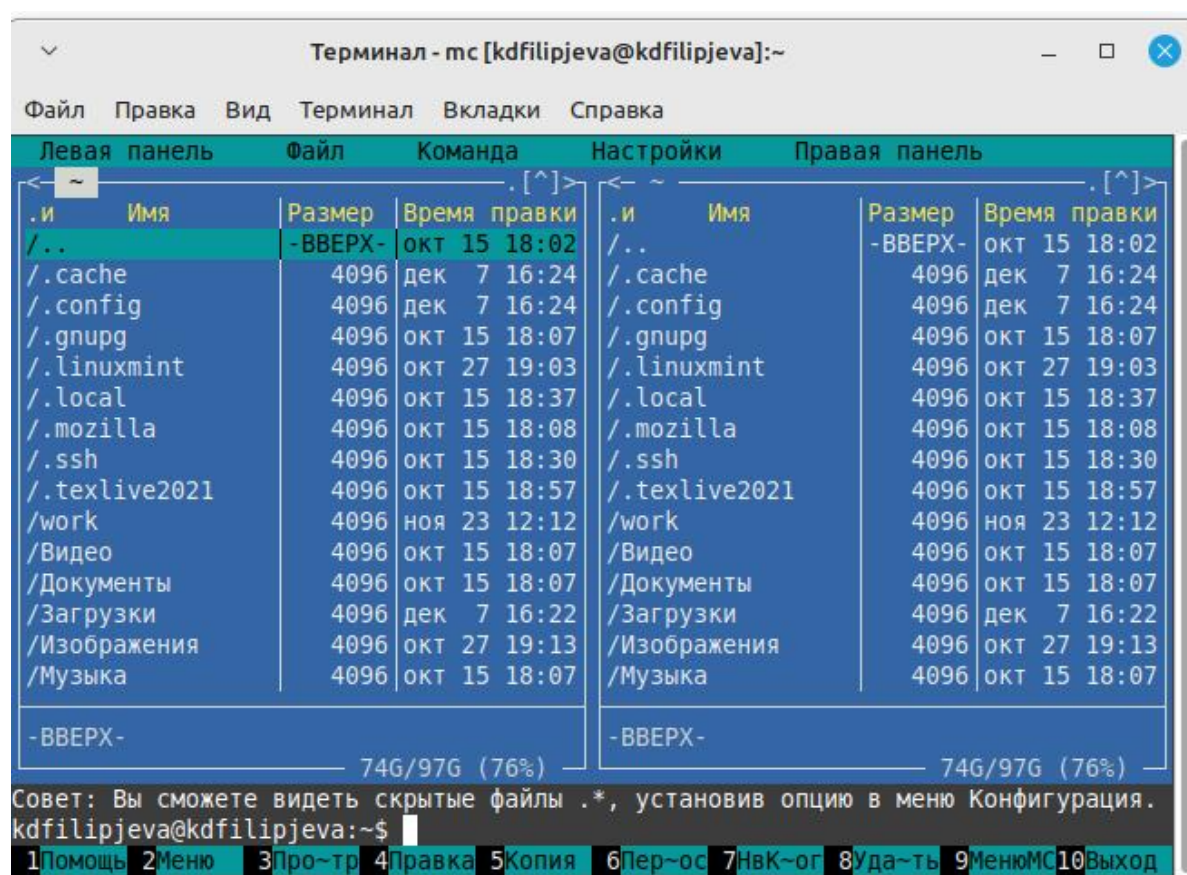 Терминал - mc [kdfilipjeva@kdfilipjeva]:~
Файл Правка Вид Терминал Вкладки Справка
Левая панель Файл Команда Настройки Правая панель
<─ ~ ─.[^]> <─ ~ ─.[^]>
.и Имя Размер Время правки .и Имя Размер Время правки
/.. -ВВЕРХ- окт 15 18:02 /.. -ВВЕРХ- окт 15 18:02
/.cache 4096 дек 7 16:24 /.cache 4096 дек 7 16:24
/.config 4096 дек 7 16:24 /.config 4096 дек 7 16:24
/.gnupg 4096 окт 15 18:07 /.gnupg 4096 окт 15 18:07
/.linuxmint 4096 окт 27 19:03 /.linuxmint 4096 окт 27 19:03
/.local 4096 окт 15 18:37 /.local 4096 окт 15 18:37
/.mozilla 4096 окт 15 18:08 /.mozilla 4096 окт 15 18:08
/.ssh 4096 окт 15 18:30 /.ssh 4096 окт 15 18:30
/.texlive2021 4096 окт 15 18:57 /.texlive2021 4096 окт 15 18:57
/work 4096 ноя 23 12:12 /work 4096 ноя 23 12:12
/Видео 4096 окт 15 18:07 /Видео 4096 окт 15 18:07
/Документы 4096 окт 15 18:07 /Документы 4096 окт 15 18:07
/Загрузки 4096 дек 7 16:22 /Загрузки 4096 дек 7 16:22
/Изображения 4096 окт 27 19:13 /Изображения 4096 окт 27 19:13
/Музыка 4096 окт 15 18:07 /Музыка 4096 окт 15 18:07
-ВВЕРХ- -ВВЕРХ-
74G/97G (76%) 74G/97G (76%)
Совет: Вы сможете видеть скрытые файлы .*, установив опцию в меню Конфигурация.
kdfilipjeva@kdfilipjeva:~$
1Помощь 2Меню 3Про~тр 4Правка 5Копия 6Пер~ос 7НвК~ог 8Уда~ть 9МенюМС 10Выход